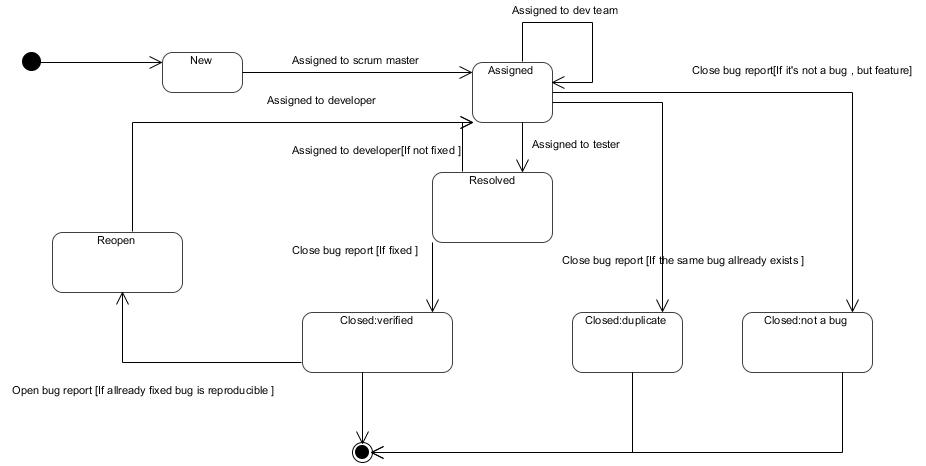 Assigned to dev team
New
Assigned to scrum master
Assigned
Close bug report[If it's not a bug , but feature]
Assigned to developer
Assigned to developer[If not fixed ]
Assigned to tester
Resolved
Reopen
Close bug report [If fixed ]
Close bug report [If the same bug allready exists ]
Closed:verified
Closed:duplicate
Closed:not a bug
Open bug report [If allready fixed bug is reproducible ]